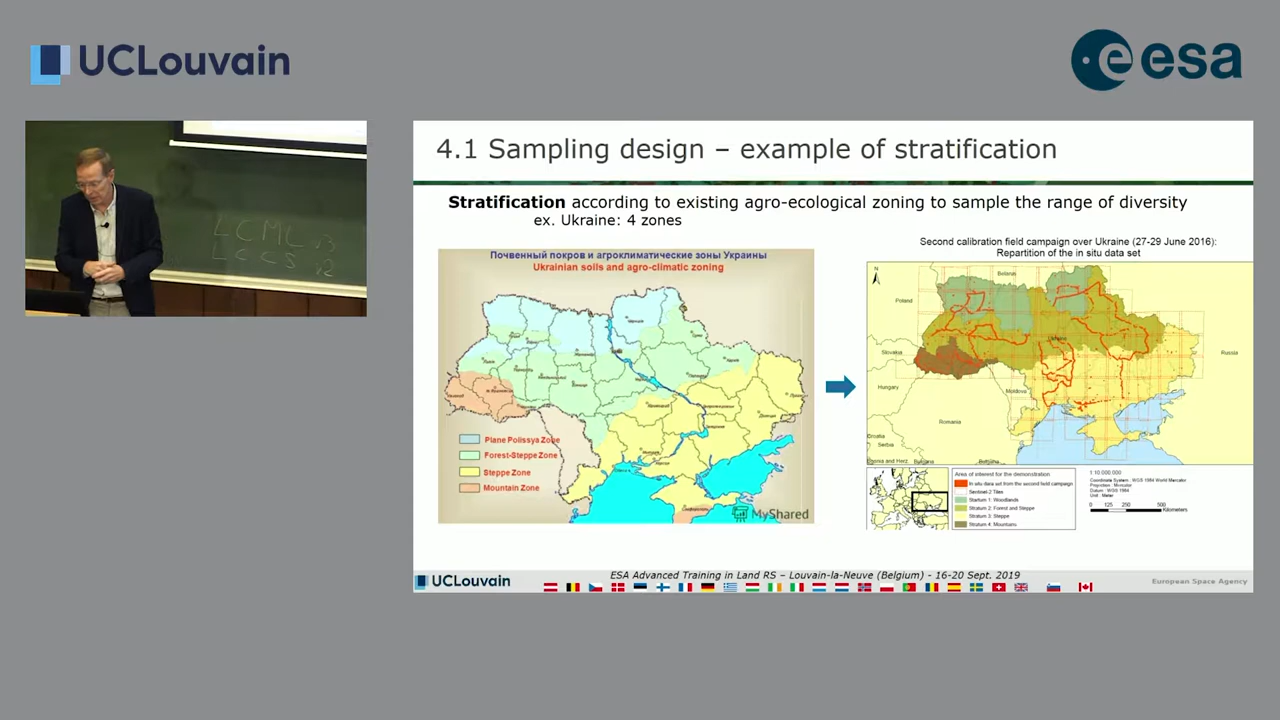 UCLouvain
esa
LCML v3
LCCS v2
4.1 Sampling design – example of stratification
Stratification according to existing agro-ecological zoning to sample the range of diversity
ex. Ukraine: 4 zones
Почвенный покров и агроклиматические зоны Украины
Ukrainian soils and agro-climatic zoning
Plane Polissya Zone
Forest-Steppe Zone
Steppe Zone
Mountain Zone
MyShared
Second calibration field campaign over Ukraine (27-29 June 2016):
Repartition of the in situ data set
N
Belarus
Poland
Ukraine
Slovakia
Russia
Hungary
Moldova
Romania
Croatia
Serbia
Bulgaria
Area of interest for the demonstration
In situ data set from the second field campaign
Sentinel-2 Tiles
Stratum 1: Woodlands
Stratum 2: Forest and Steppe
Stratum 3: Steppe
Stratum 4: Mountains
1:10 000 000
Coordinate System : WGS 1984 World Mercator
Projection : Mercator
Datum : WGS 1984
Unit : Meter
0 125 250 500
Kilometers
UCLouvain
ESA Advanced Training in Land RS – Louvain-la-Neuve (Belgium) - 16-20 Sept. 2019
European Space Agency